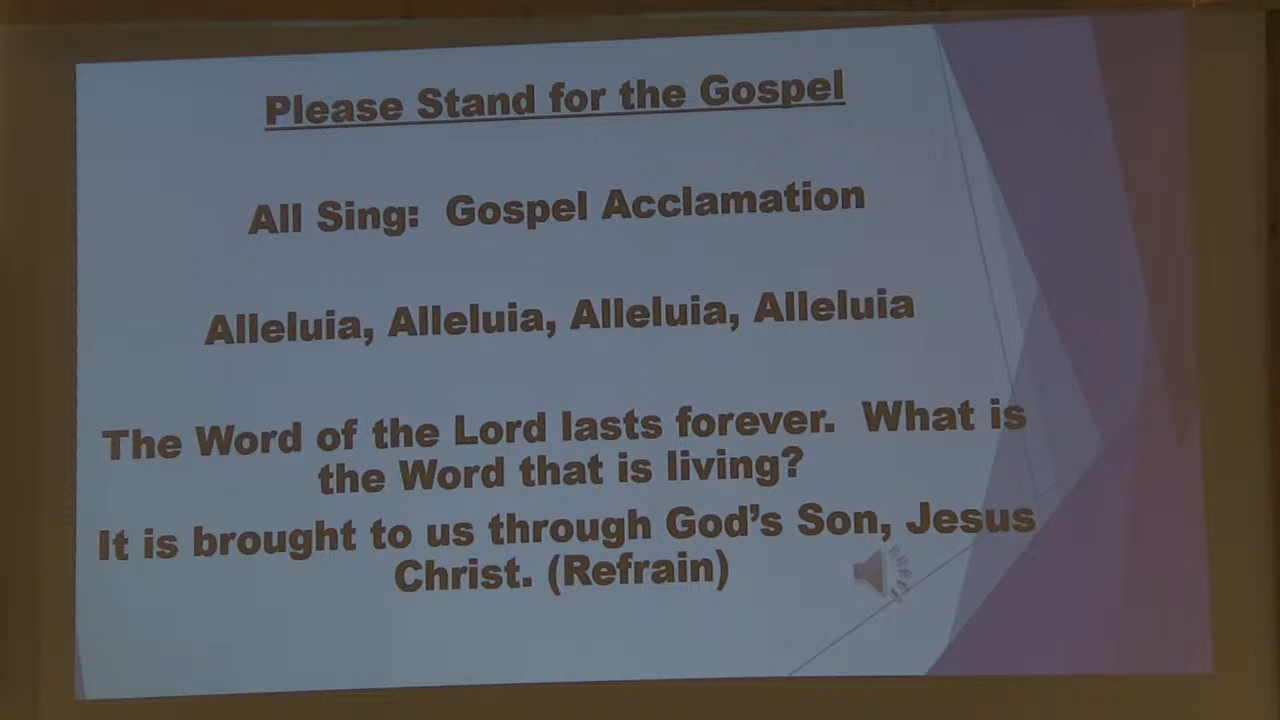 Please Stand for the Gospel
All Sing:  Gospel Acclamation
Alleluia, Alleluia, Alleluia, Alleluia
The Word of the Lord lasts forever.  What is
the Word that is living?
It is brought to us through God's Son, Jesus
Christ. (Refrain)